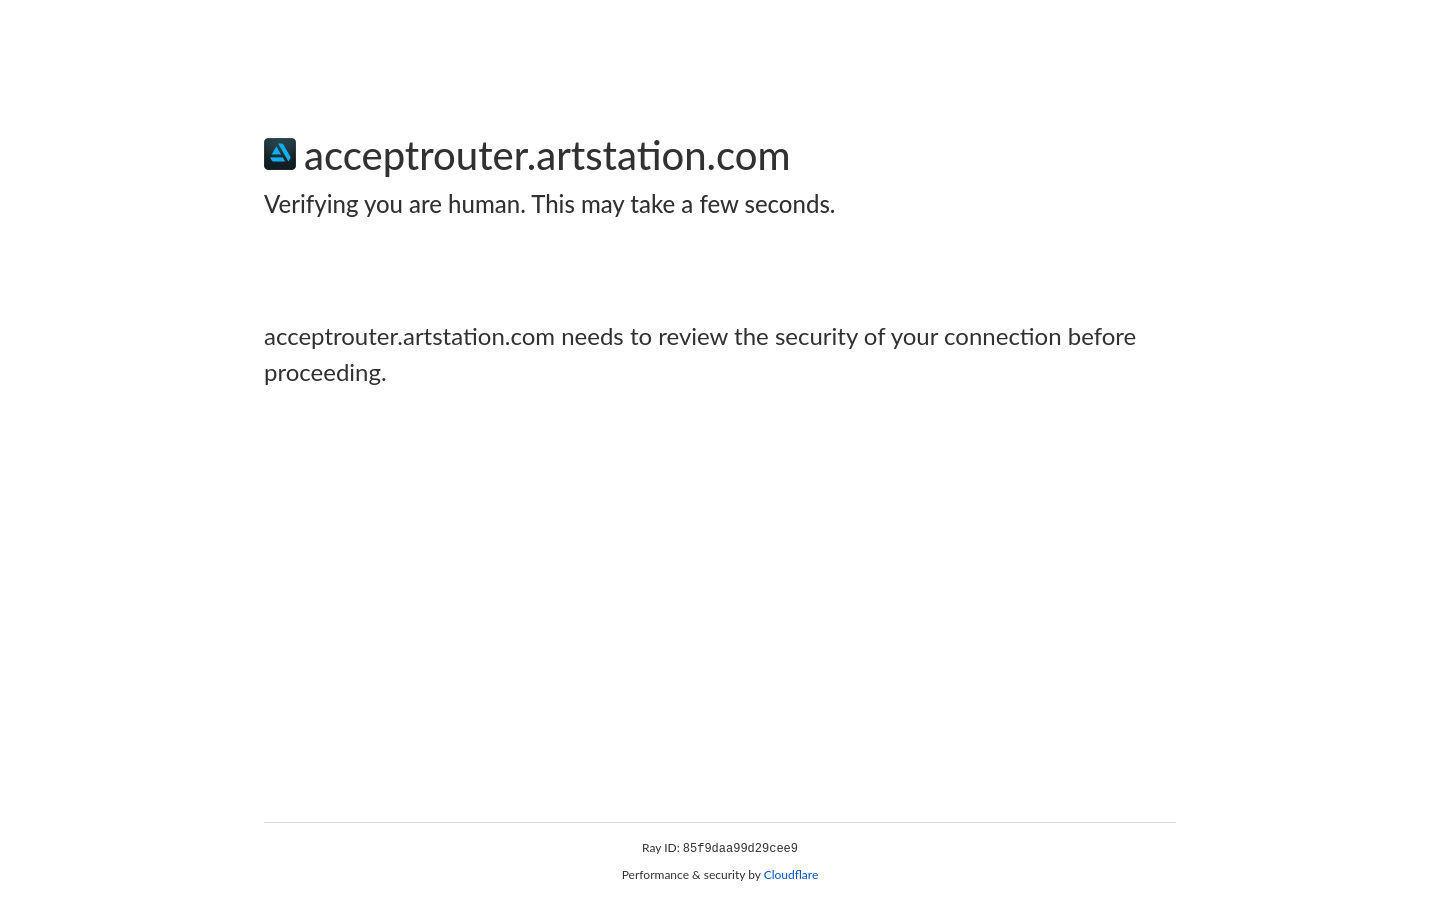 acceptrouter.artstation.com
Verifying you are human. This may take a few seconds.
acceptrouter.artstation.com needs to review the security of your connection before
proceeding.
Ray ID: 85f9daa99d29cee9
Performance & security by Cloudflare